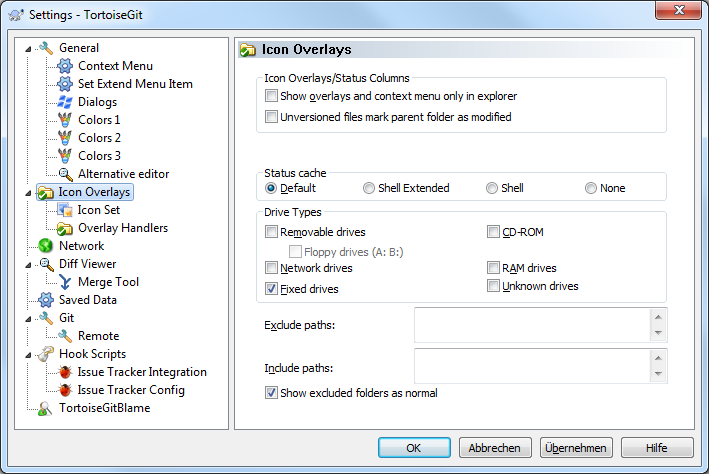 Settings - TortoiseGit
General
Context Menu
Set Extend Menu Item
Dialogs
Colors 1
Colors 2
Colors 3
Alternative editor
Icon Overlays
Icon Set
Overlay Handlers
Network
Diff Viewer
Merge Tool
Saved Data
Git
Remote
Hook Scripts
Issue Tracker Integration
Issue Tracker Config
TortoiseGitBlame
Icon Overlays
Icon Overlays/Status Columns
Show overlays and context menu only in explorer
Unversioned files mark parent folder as modified
Status cache
Default Shell Extended Shell None
Drive Types
Removable drives CD-ROM
Floppy drives (A: B:)
Network drives RAM drives
Fixed drives Unknown drives
Exclude paths:
Include paths:
Show excluded folders as normal
OK Abbrechen Übernehmen Hilfe